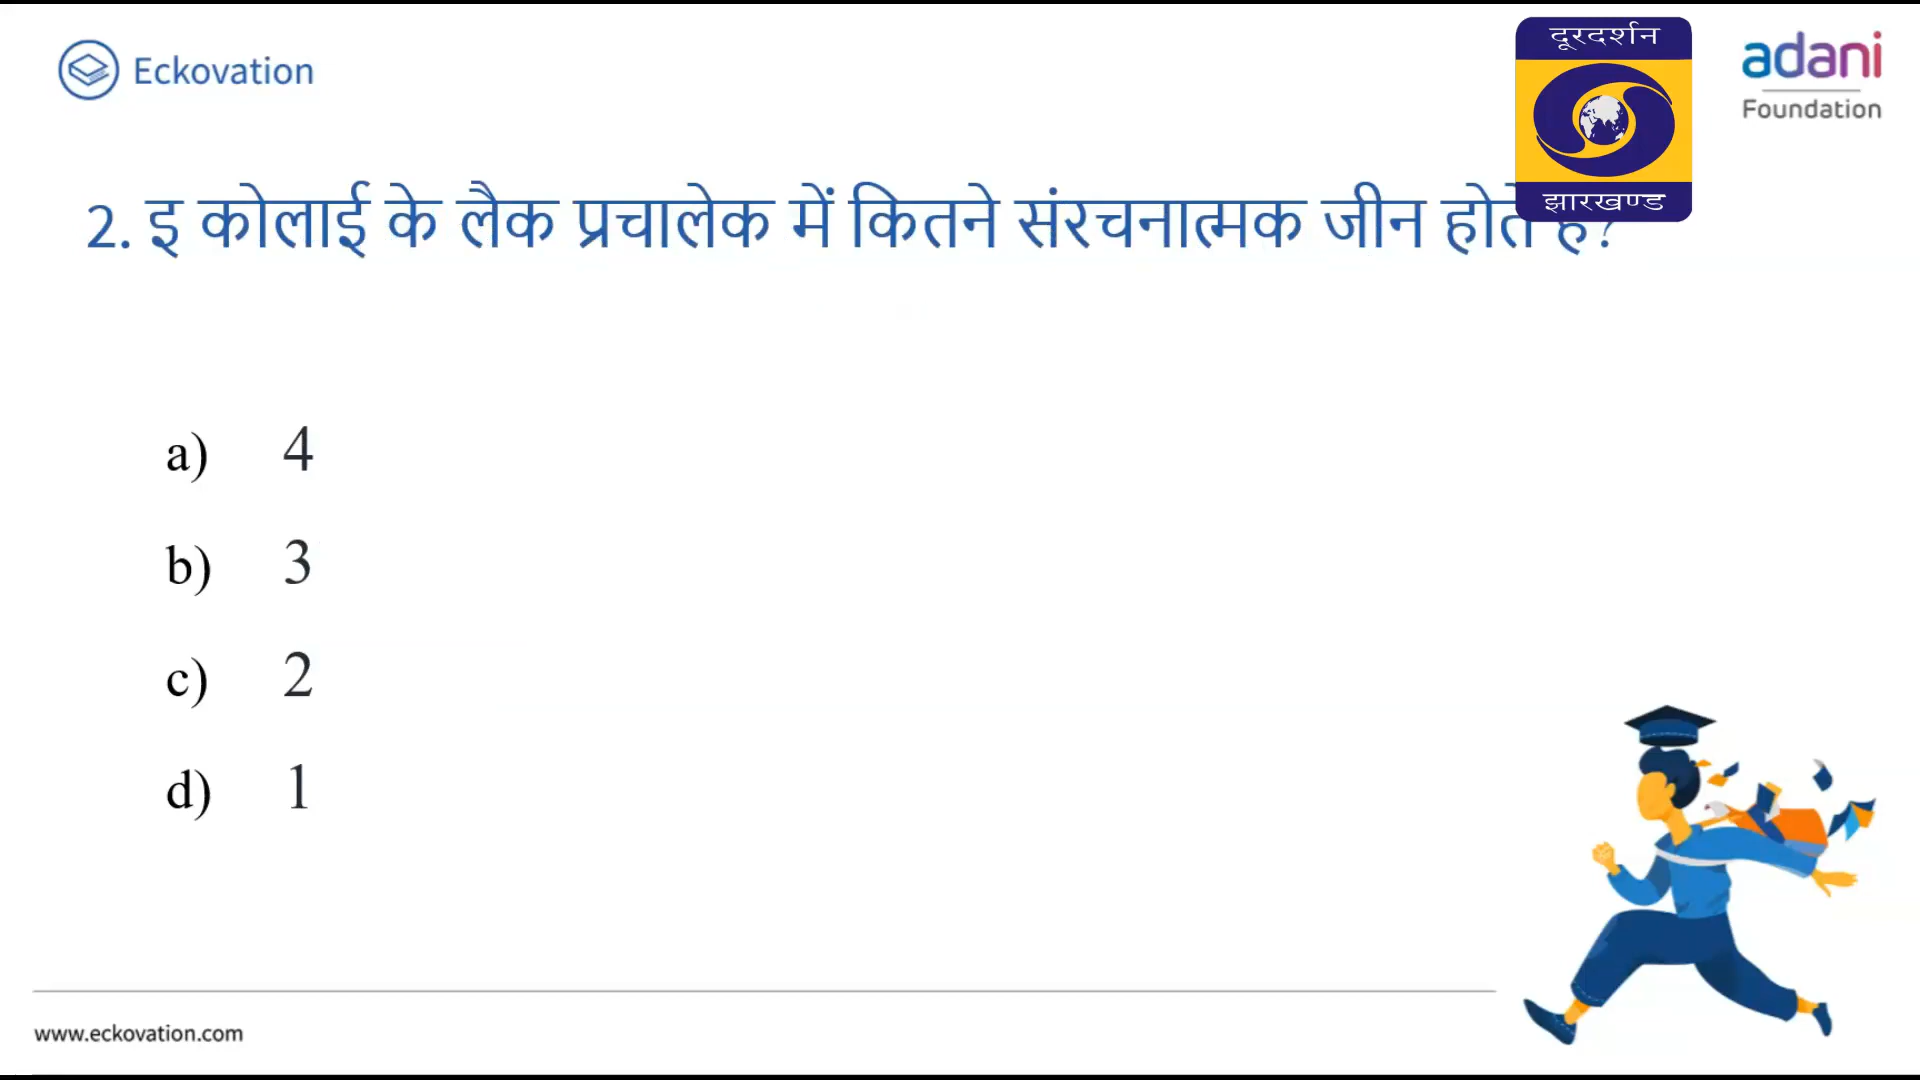 Eckovation
दूरदर्शन
झारखण्ड
adani
Foundation
2. इ कोलाई के लैक प्रचालेक में कितने संरचनात्मक जीन होते है?
a) 4
b) 3
c) 2
d) 1
www.eckovation.com